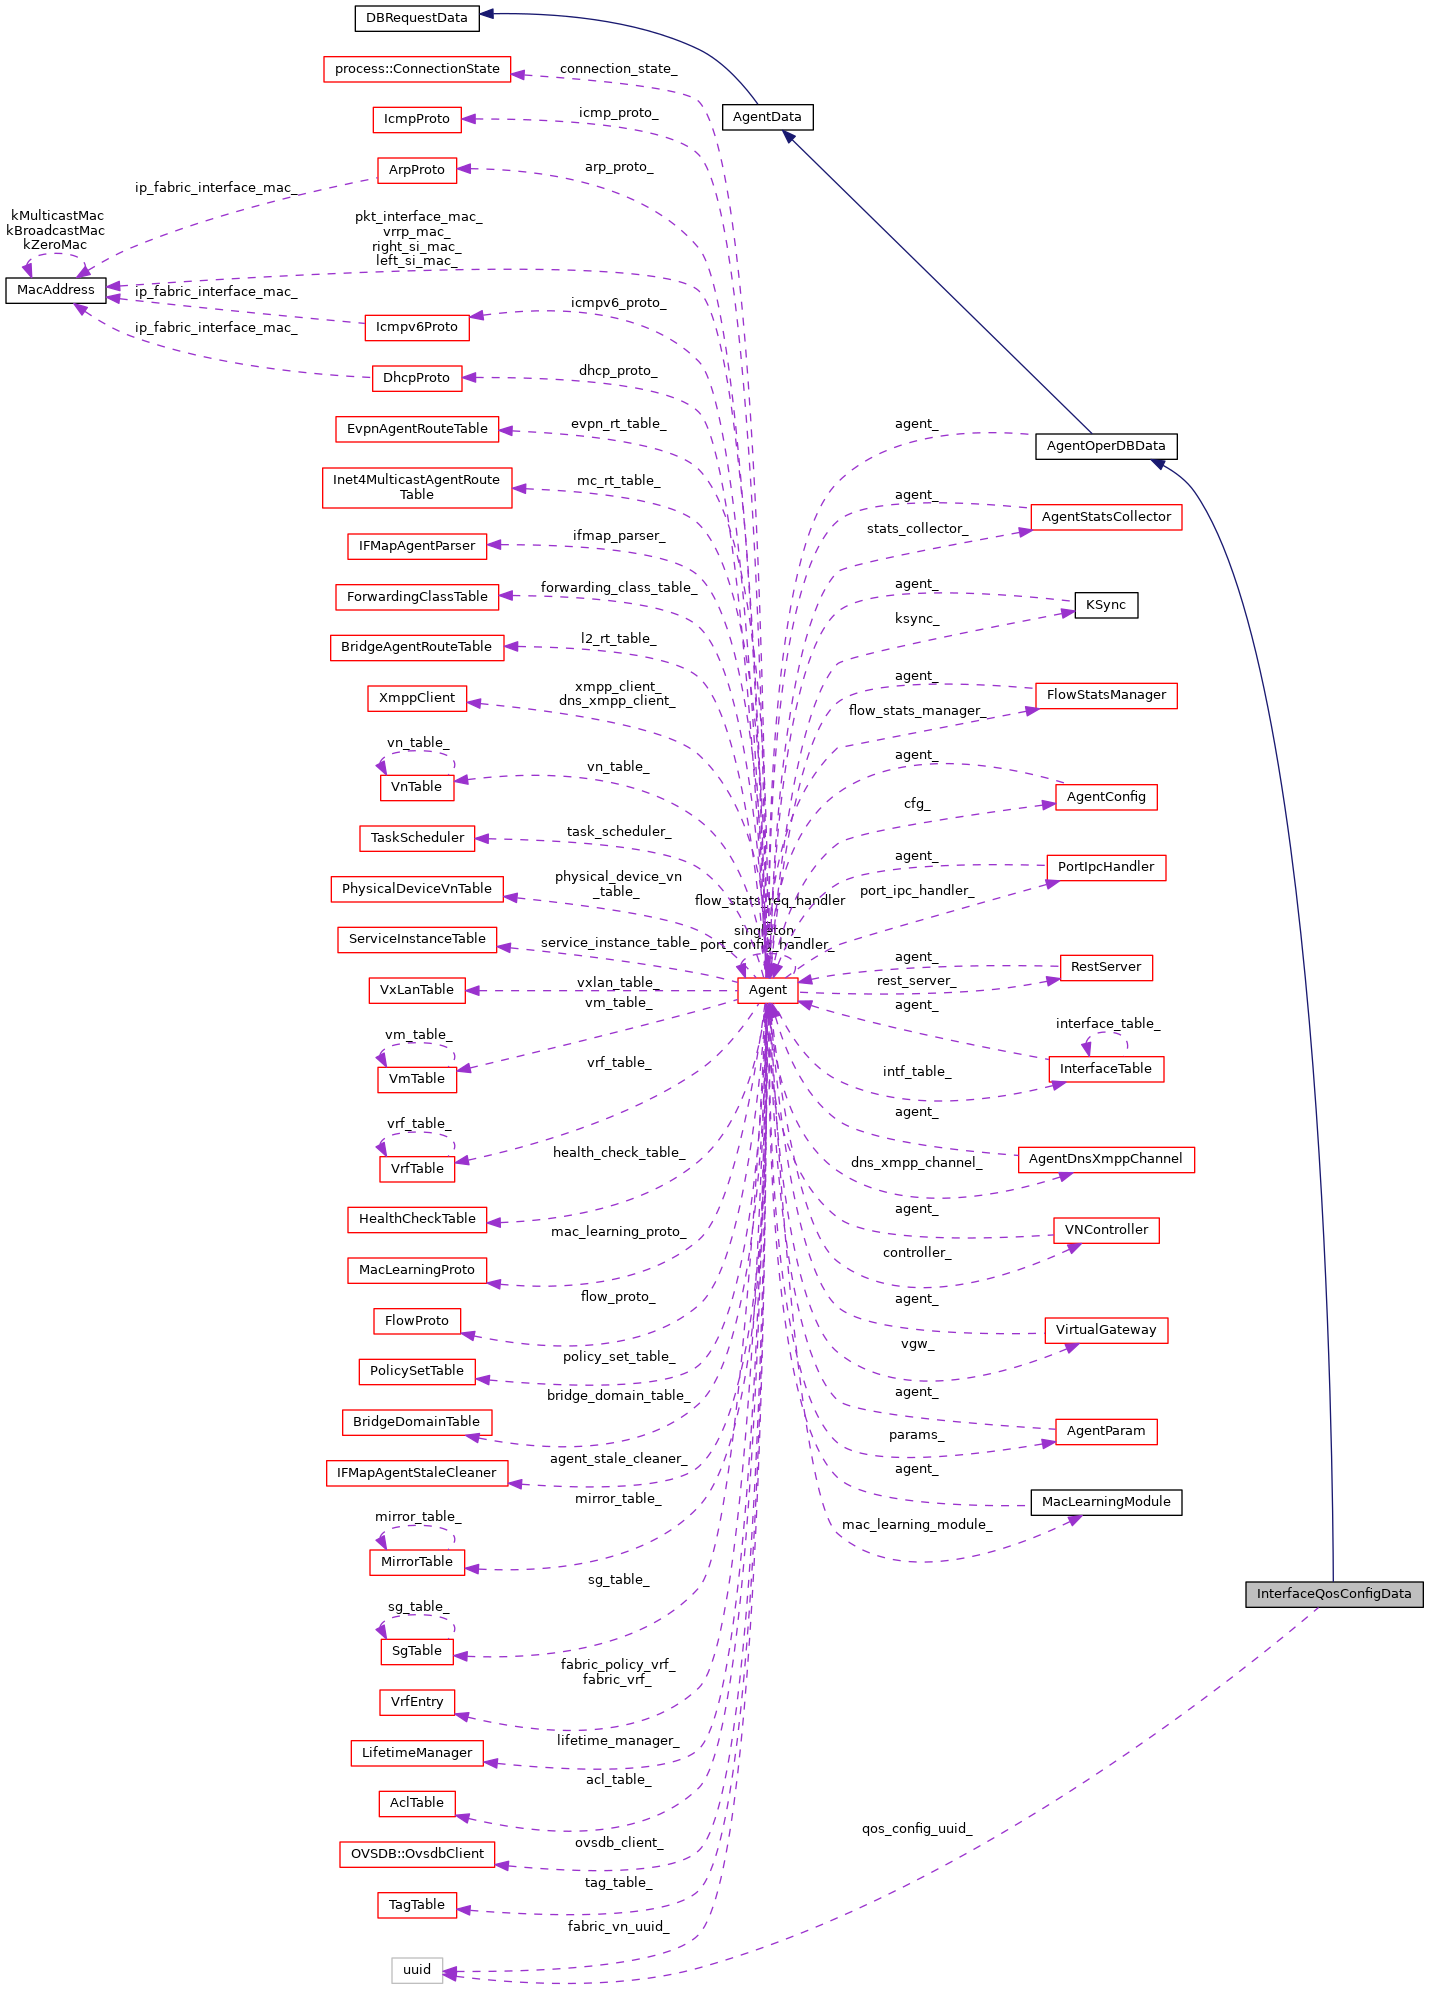 DBRequestData
process::ConnectionState
connection_state_
IcmpProto
icmp_proto_
AgentData
ArpProto
arp_proto_
ip_fabric_interface_mac_
kMulticastMac
kBroadcastMac
kZeroMac
MacAddress
pkt_interface_mac_
vrrp_mac_
right_si_mac_
left_si_mac_
ip_fabric_interface_mac_
Icmpv6Proto
icmpv6_proto_
ip_fabric_interface_mac_
DhcpProto
dhcp_proto_
EvpnAgentRouteTable
evpn_rt_table_
agent_
AgentOperDBData
Inet4MulticastAgentRoute
Table
mc_rt_table_
agent_
AgentStatsCollector
stats_collector_
IFMapAgentParser
ifmap_parser_
ForwardingClassTable
forwarding_class_table_
agent_
KSync
ksync_
BridgeAgentRouteTable
l2_rt_table_
XmppClient
xmpp_client_
dns_xmpp_client_
agent_
FlowStatsManager
flow_stats_manager_
vn_table_
VnTable
vn_table_
agent_
AgentConfig
cfg_
TaskScheduler
task_scheduler_
PhysicalDeviceVnTable
physical_device_vn
_table_
agent_
PortIpcHandler
port_ipc_handler_
flow_stats_req_handler
_
singleton_
port_config_handler_
ServiceInstanceTable
service_instance_table_
agent_
RestServer
rest_server_
VxLanTable
vxlan_table_
Agent
vm_table_
agent_
vm_table_
VmTable
interface_table_
InterfaceTable
intf_table_
vrf_table_
vrf_table_
VrfTable
agent_
AgentDnsXmppChannel
dns_xmpp_channel_
health_check_table_
HealthCheckTable
agent_
VNController
controller_
mac_learning_proto_
MacLearningProto
flow_proto_
FlowProto
agent_
VirtualGateway
vgw_
policy_set_table_
PolicySetTable
bridge_domain_table_
BridgeDomainTable
agent_
AgentParam
params_
agent_stale_cleaner_
IFMapAgentStaleCleaner
agent_
MacLearningModule
mac_learning_module_
mirror_table_
mirror_table_
MirrorTable
sg_table_
InterfaceQosConfigData
sg_table_
SgTable
fabric_policy_vrf_
fabric_vrf_
VrfEntry
lifetime_manager_
LifetimeManager
acl_table_
AclTable
ovsdb_client_
OVSDB::OvsdbClient
qos_config_uuid_
tag_table_
TagTable
fabric_vn_uuid_
uuid